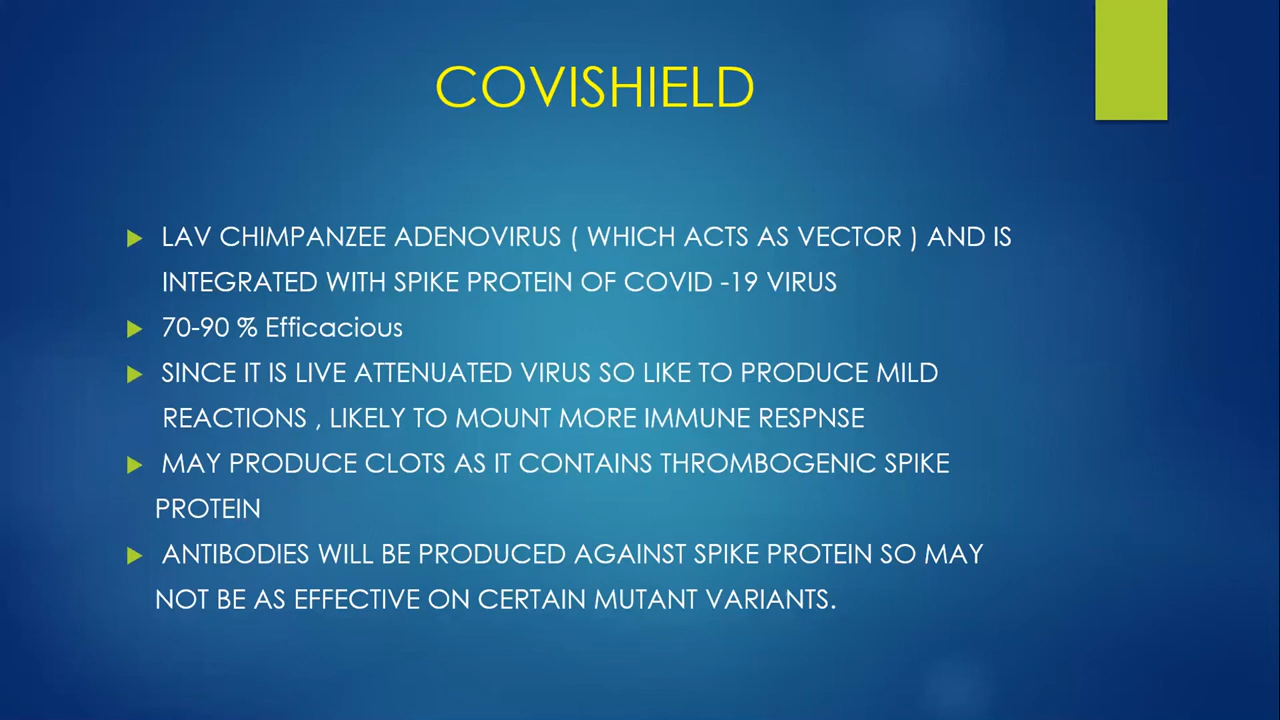 COVISHIELD
LAV CHIMPANZEE ADENOVIRUS ( WHICH ACTS AS VECTOR ) AND IS
INTEGRATED WITH SPIKE PROTEIN OF COVID -19 VIRUS
70-90 % Efficacious
SINCE IT IS LIVE ATTENUATED VIRUS SO LIKE TO PRODUCE MILD
REACTIONS , LIKELY TO MOUNT MORE IMMUNE RESPNSE
MAY PRODUCE CLOTS AS IT CONTAINS THROMBOGENIC SPIKE
PROTEIN
ANTIBODIES WILL BE PRODUCED AGAINST SPIKE PROTEIN SO MAY
NOT BE AS EFFECTIVE ON CERTAIN MUTANT VARIANTS.